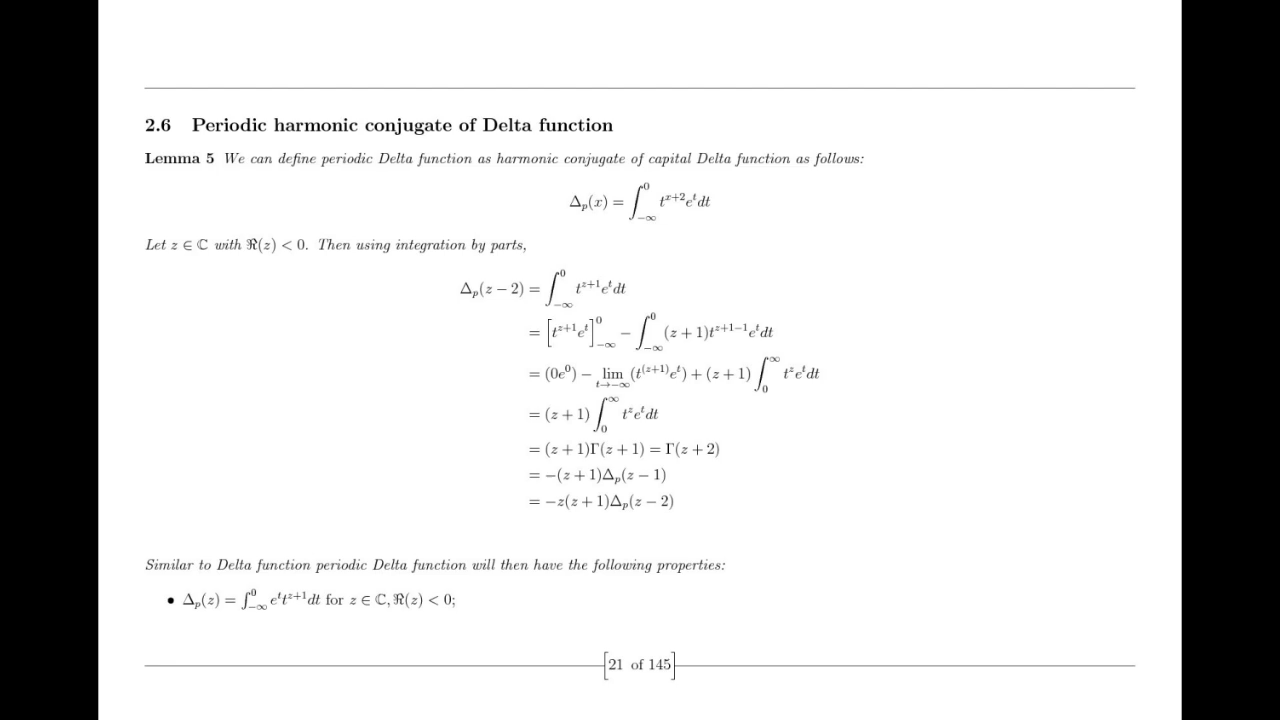 2.6 Periodic harmonic conjugate of Delta function
Lemma 5 We can define periodic Delta function as harmonic conjugate of capital Delta function as follows:
Δ_p(x) = ∫_{-∞}^{0} t^{x+2}e^t dt
Let z ∈ ℂ with ℜ(z) < 0. Then using integration by parts,
Δ_p(z − 2) = ∫_{-∞}^{0} t^{z+1}e^t dt
= [t^{z+1}e^t]_{-∞}^{0} − ∫_{-∞}^{0} (z + 1)t^{z+1−1}e^t dt
= (0e^0) − lim_{t→−∞} (t^{(z+1)}e^t) + (z + 1) ∫_{0}^{∞} t^z e^t dt
= (z + 1) ∫_{0}^{∞} t^z e^t dt
= (z + 1)Γ(z + 1) = Γ(z + 2)
= −(z + 1)Δ_p(z − 1)
= −z(z + 1)Δ_p(z − 2)
Similar to Delta function periodic Delta function will then have the following properties:
• Δ_p(z) = ∫_{-∞}^{0} e^t t^{z+1} dt for z ∈ ℂ, ℜ(z) < 0;
[21 of 145]